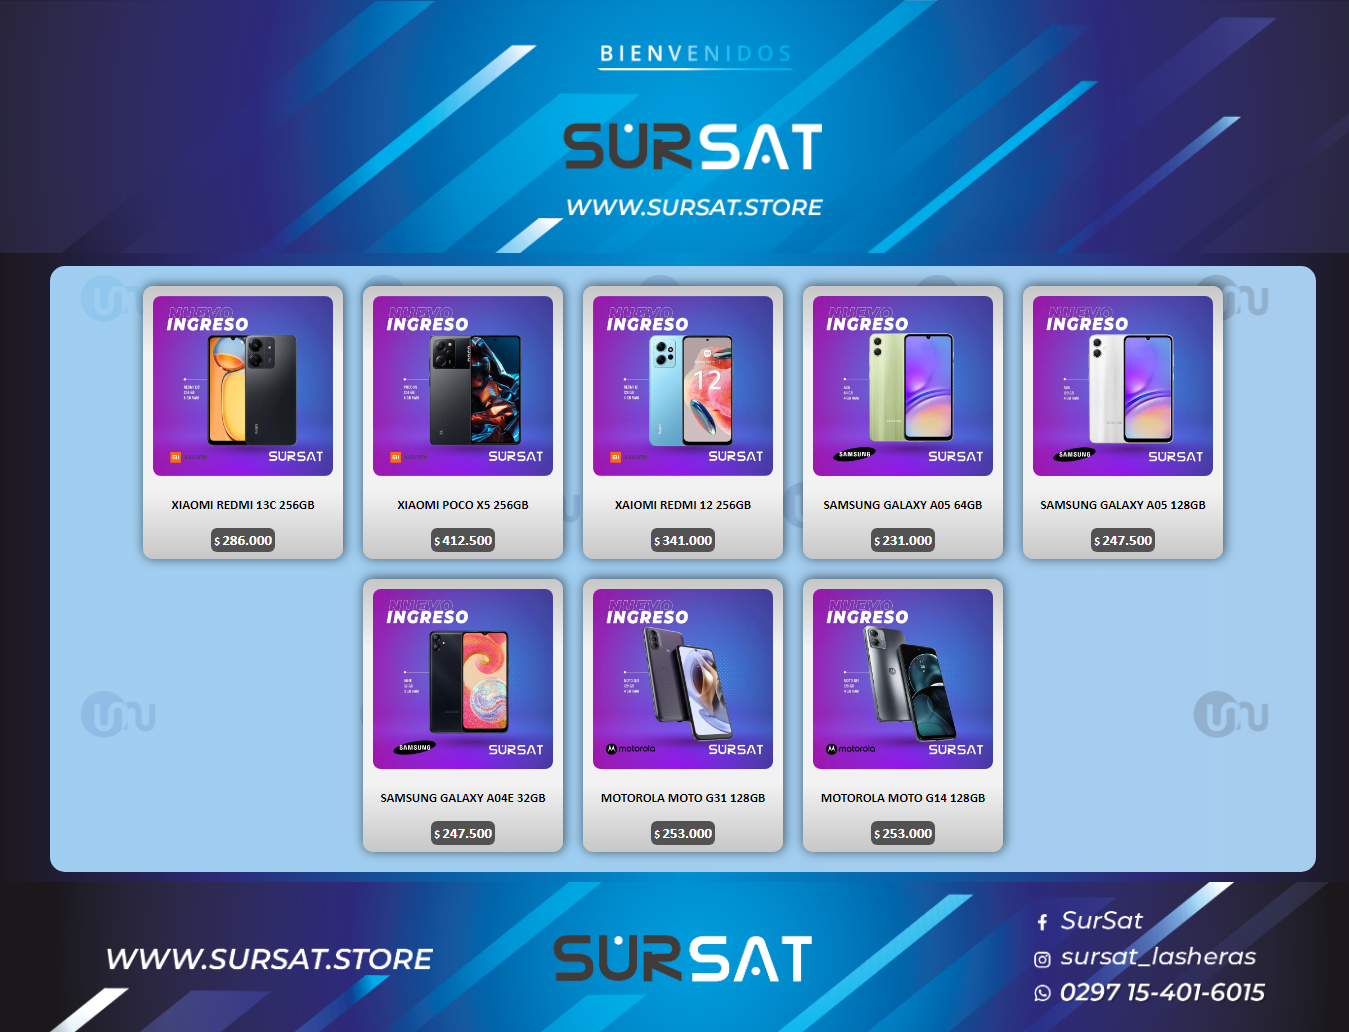 BIENVENIDOS
SURSAT
WWW.SURSAT.STORE
NUEVO
INGRESO
SURSAT
XIAOMI REDMI 13C 256GB
$ 286.000
NUEVO
INGRESO
SURSAT
XIAOMI POCO X5 256GB
$ 412.500
NUEVO
INGRESO
12
SURSAT
XAIOMI REDMI 12 256GB
$ 341.000
NUEVO
INGRESO
SAMSUNG
SURSAT
SAMSUNG GALAXY A05 64GB
$ 231.000
NUEVO
INGRESO
SAMSUNG
SURSAT
SAMSUNG GALAXY A05 128GB
$ 247.500
NUEVO
INGRESO
SAMSUNG
SURSAT
SAMSUNG GALAXY A04E 32GB
$ 247.500
NUEVO
INGRESO
motorola
SURSAT
MOTOROLA MOTO G31 128GB
$ 253.000
NUEVO
INGRESO
motorola
SURSAT
MOTOROLA MOTO G14 128GB
$ 253.000
WWW.SURSAT.STORE
SURSAT
SurSat
sursat_lasheras
0297 15-401-6015